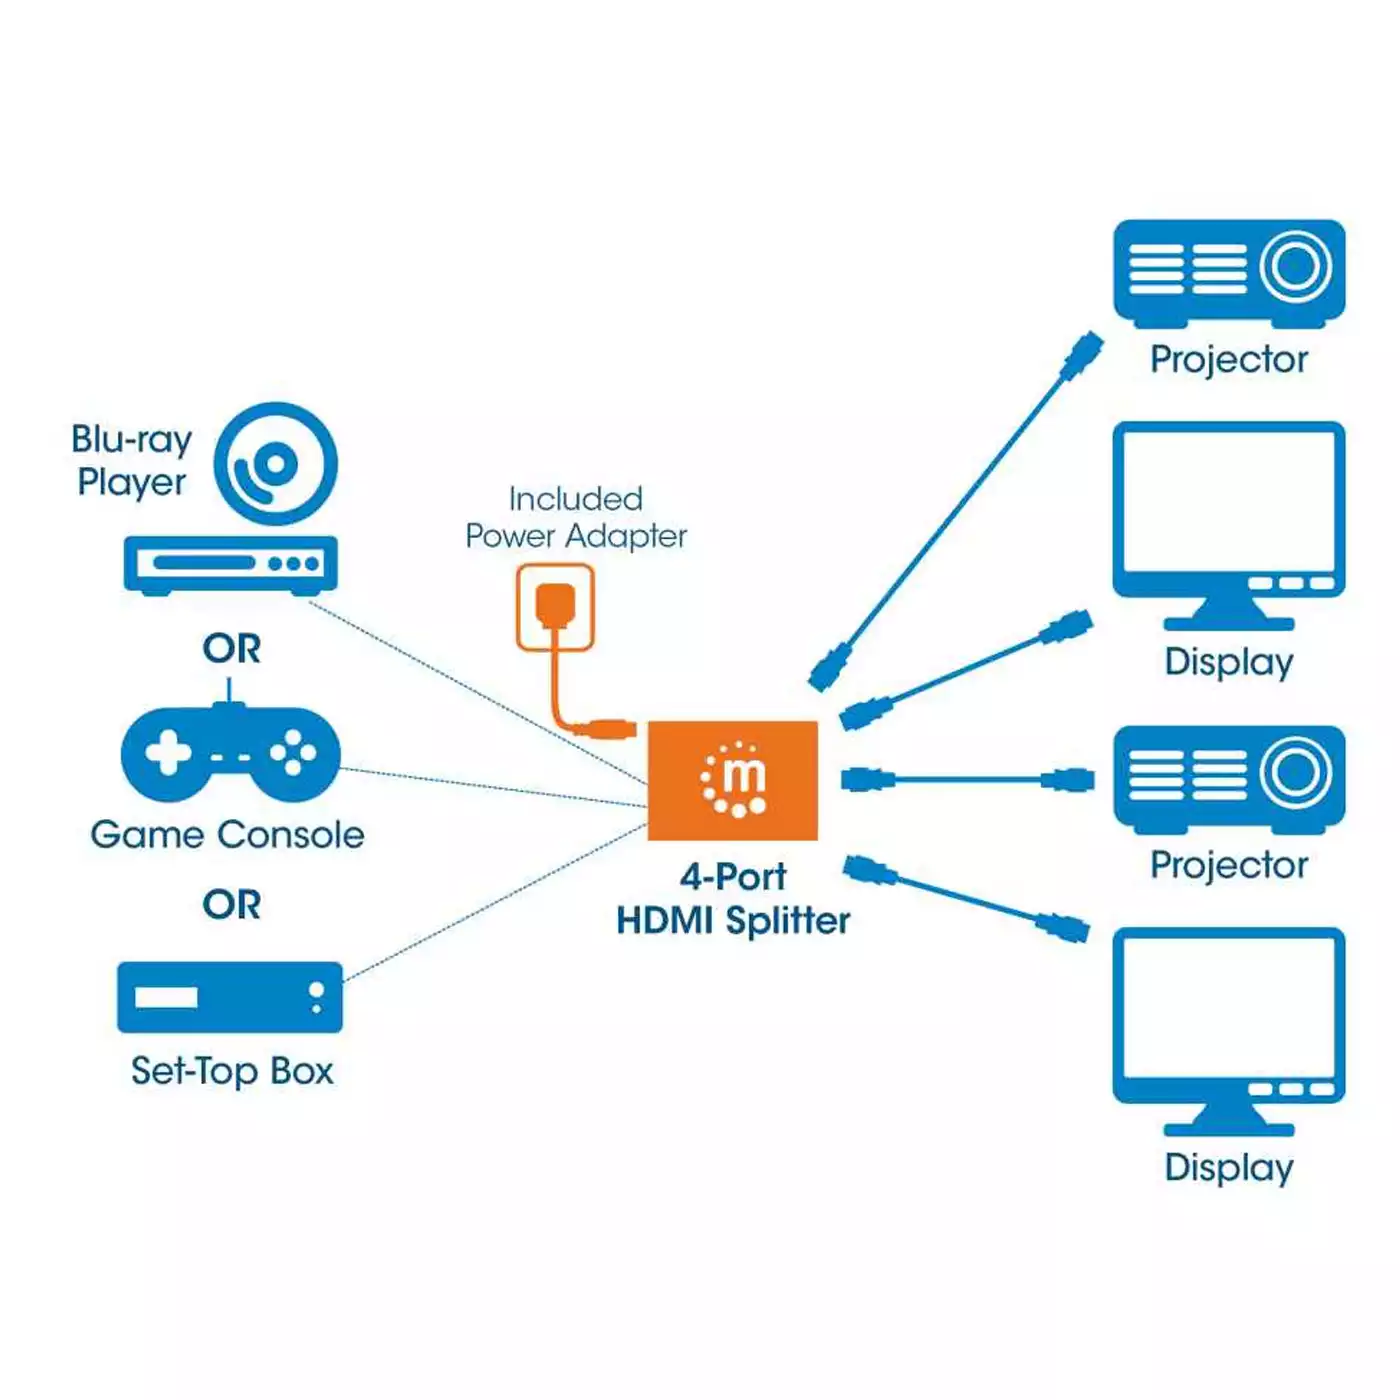 Blu-ray
Player
OR
Game Console
OR
Set-Top Box
Included
Power Adapter
m
4-Port
HDMI Splitter
Projector
Display
Projector
Display